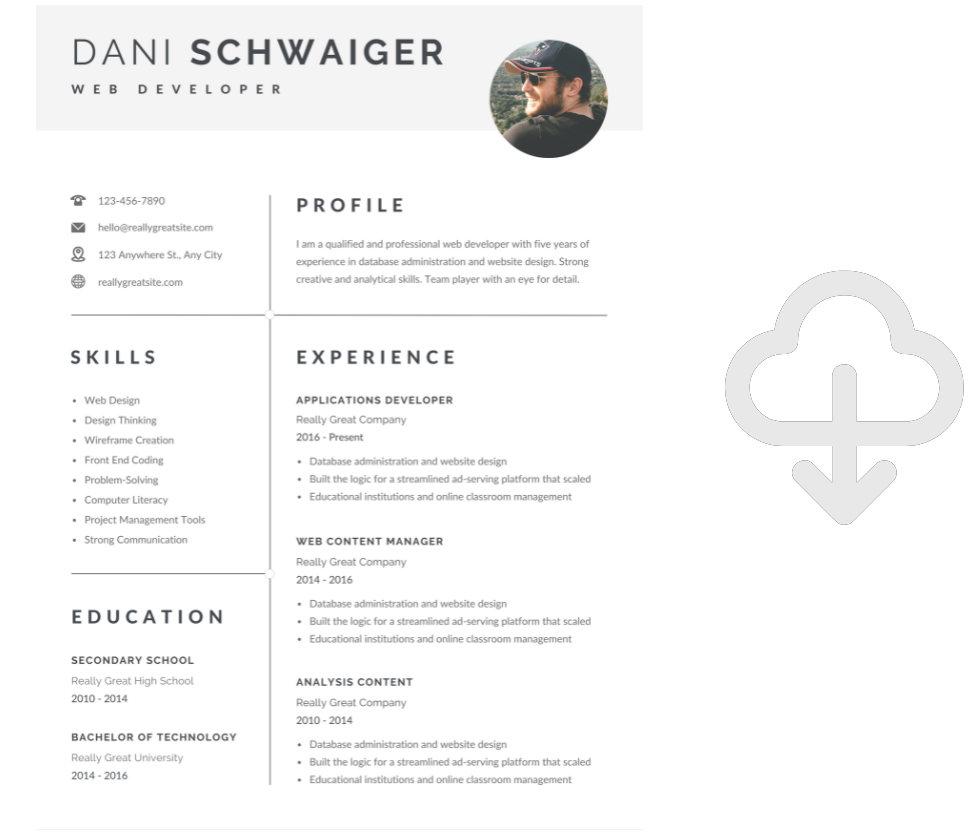 DANI SCHWAIGER
WEB DEVELOPER
123-456-7890
hello@reallygreatsite.com
123 Anywhere St., Any City
reallygreatsite.com
PROFILE
I am a qualified and professional web developer with five years of
experience in database administration and website design. Strong
creative and analytical skills. Team player with an eye for detail.
SKILLS
• Web Design
• Design Thinking
• Wireframe Creation
• Front End Coding
• Problem-Solving
• Computer Literacy
• Project Management Tools
• Strong Communication
EDUCATION
SECONDARY SCHOOL
Really Great High School
2010 - 2014
BACHELOR OF TECHNOLOGY
Really Great University
2014 - 2016
EXPERIENCE
APPLICATIONS DEVELOPER
Really Great Company
2016 - Present
• Database administration and website design
• Built the logic for a streamlined ad-serving platform that scaled
• Educational institutions and online classroom management
WEB CONTENT MANAGER
Really Great Company
2014 - 2016
• Database administration and website design
• Built the logic for a streamlined ad-serving platform that scaled
• Educational institutions and online classroom management
ANALYSIS CONTENT
Really Great Company
2010 - 2014
• Database administration and website design
• Built the logic for a streamlined ad-serving platform that scaled
• Educational institutions and online classroom management